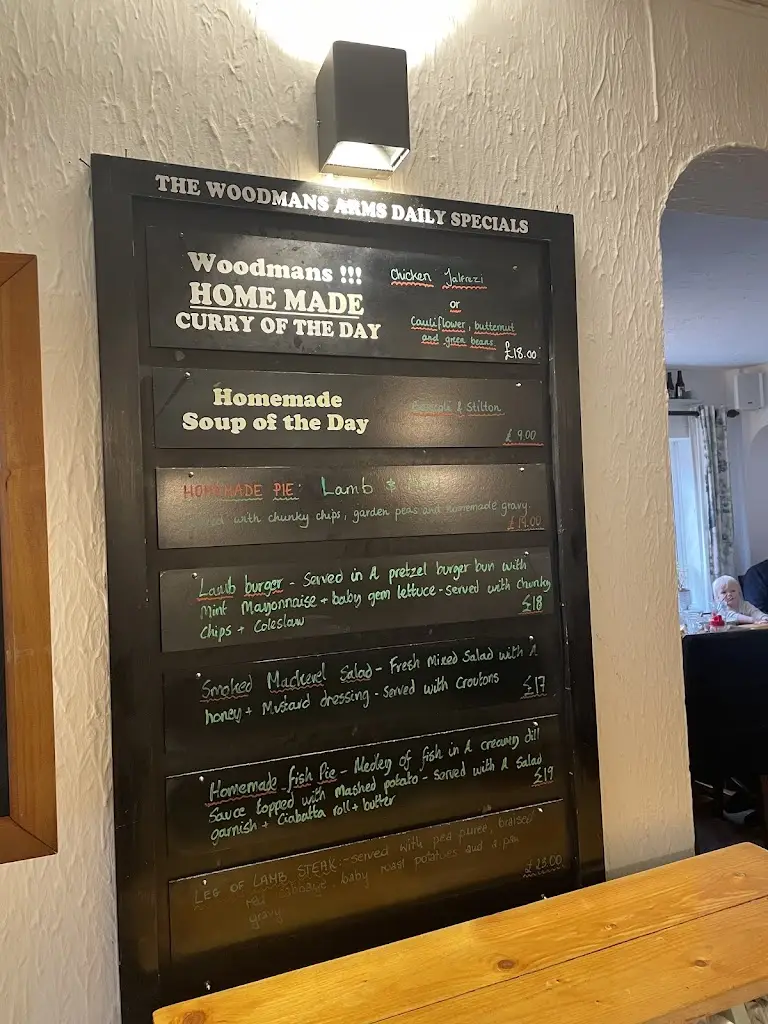 THE WOODMANS ARMS DAILY SPECIALS
Woodmans !!!
HOME MADE
CURRY OF THE DAY
Chicken Jalfrezi
or
Cauliflower, butternut
and green beans
£18.00
Homemade
Soup of the Day
& Stilton
£ 9.00
HOMEMADE PIE: Lamb &
with chunky chips, garden peas and homemade gravy.
£19.00
Lamb burger - Served in A pretzel burger bun with
Mint Mayonnaise + baby gem lettuce - served with Chunky
chips + Coleslaw
£18
Smoked Mackerel Salad - Fresh Mixed Salad with A
honey + Mustard dressing - served with Croutons
£17
Homemade fish Pie - Medley of fish in A creamy dill
Sauce topped with Mashed potato - served with A Salad
garnish + Ciabatta roll + butter
£19
LEG OF LAMB STEAK - served with pea puree, braised
red cabbage, baby roast potatoes and a pan
gravy
£23.00